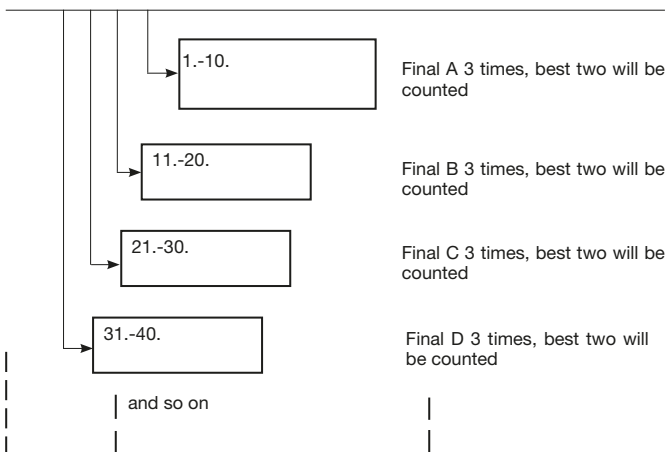 1.-10.
Final A 3 times, best two will be
counted
11.-20.
Final B 3 times, best two will be
counted
21.-30.
Final C 3 times, best two will be
counted
31.-40.
Final D 3 times, best two will
be counted
and so on